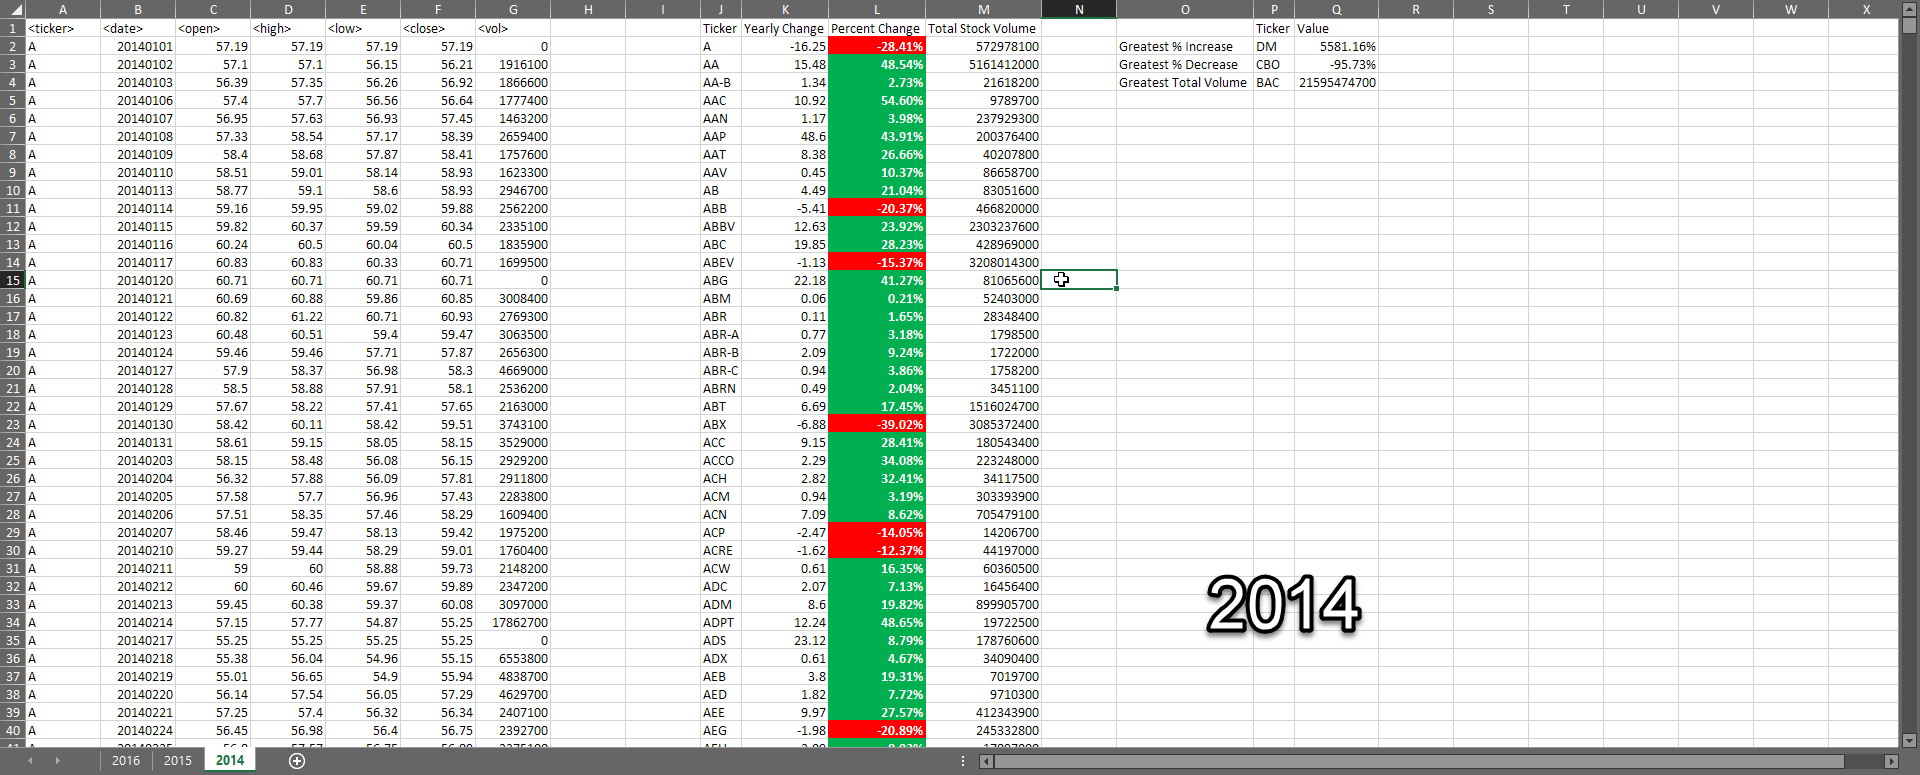 A B C D E F G H I J K L M N O P Q R S T U V W X
1 <ticker> <date> <open> <high> <low> <close> <vol> Ticker Yearly Change Percent Change Total Stock Volume Ticker Value
2 A 20140101 57.19 57.19 57.19 57.19 0 A -16.25 -28.41% 572978100 Greatest % Increase DM 5581.16%
3 A 20140102 57.1 57.1 56.15 56.21 1916100 AA 15.48 48.54% 5161412000 Greatest % Decrease CBO -95.73%
4 A 20140103 56.39 57.35 56.26 56.92 1866600 AA-B 1.34 2.73% 21618200 Greatest Total Volume BAC 21595474700
5 A 20140106 57.4 57.7 56.56 56.64 1777400 AAC 10.92 54.60% 9789700
6 A 20140107 56.95 57.63 56.93 57.45 1463200 AAN 1.17 3.98% 237929300
7 A 20140108 57.33 58.54 57.17 58.39 2659400 AAP 48.6 43.91% 200376400
8 A 20140109 58.4 58.68 57.87 58.41 1757600 AAT 8.38 26.66% 40207800
9 A 20140110 58.51 59.01 58.14 58.93 1623300 AAV 0.45 10.37% 86658700
10 A 20140113 58.77 59.1 58.6 58.93 2946700 AB 4.49 21.04% 83051600
11 A 20140114 59.16 59.95 59.02 59.88 2562200 ABB -5.41 -20.37% 466820000
12 A 20140115 59.82 60.37 59.59 60.34 2335100 ABBV 12.63 23.92% 2303237600
13 A 20140116 60.24 60.5 60.04 60.5 1835900 ABC 19.85 28.23% 428969000
14 A 20140117 60.83 60.83 60.33 60.71 1699500 ABEV -1.13 -15.37% 3208014300
15 A 20140120 60.71 60.71 60.71 60.71 0 ABG 22.18 41.27% 81065600
16 A 20140121 60.69 60.88 59.86 60.85 3008400 ABM 0.06 0.21% 52403000
17 A 20140122 60.82 61.22 60.71 60.93 2769300 ABR 0.11 1.65% 28348400
18 A 20140123 60.48 60.51 59.4 59.47 3063500 ABR-A 0.77 3.18% 1798500
19 A 20140124 59.46 59.46 57.71 57.87 2656300 ABR-B 2.09 9.24% 1722000
20 A 20140127 57.9 58.37 56.98 58.3 4669000 ABR-C 0.94 3.86% 1758200
21 A 20140128 58.5 58.88 57.91 58.1 2536200 ABRN 0.49 2.04% 3451100
22 A 20140129 57.67 58.22 57.41 57.65 2163000 ABT 6.69 17.45% 1516024700
23 A 20140130 58.42 60.11 58.42 59.51 3743100 ABX -6.88 -39.02% 3085372400
24 A 20140131 58.61 59.15 58.05 58.15 3529000 ACC 9.15 28.41% 180543400
25 A 20140203 58.15 58.48 56.08 56.15 2929200 ACCO 2.29 34.08% 223248000
26 A 20140204 56.32 57.88 56.09 57.81 2911800 ACH 2.82 32.41% 34117500
27 A 20140205 57.58 57.7 56.96 57.43 2283800 ACM 0.94 3.19% 303393900
28 A 20140206 57.51 58.35 57.46 58.29 1609400 ACN 7.09 8.62% 705479100
29 A 20140207 58.46 59.47 58.13 59.42 1975200 ACP -2.47 -14.05% 14206700
30 A 20140210 59.27 59.44 58.29 59.01 1760400 ACRE -1.62 -12.37% 44197000
31 A 20140211 59 60 58.88 59.73 2148200 ACW 0.61 16.35% 60360500
32 A 20140212 60 60.46 59.67 59.89 2347200 ADC 2.07 7.13% 16456400
33 A 20140213 59.45 60.38 59.37 60.08 3097000 ADM 8.6 19.82% 899905700
34 A 20140214 57.15 57.77 54.87 55.25 17862700 ADPT 12.24 48.65% 19722500
35 A 20140217 55.25 55.25 55.25 55.25 0 ADS 23.12 8.79% 178760600
36 A 20140218 55.38 56.04 54.96 55.15 6553800 ADX 0.61 4.67% 34090400
37 A 20140219 55.01 56.65 54.9 55.94 4838700 AEB 3.8 19.31% 7019700
38 A 20140220 56.14 57.54 56.05 57.29 4629700 AED 1.82 7.72% 9710300
39 A 20140221 57.25 57.4 56.32 56.34 2407100 AEE 9.97 27.57% 412343900
40 A 20140224 56.45 56.98 56.4 56.75 2392700 AEG -1.98 -20.89% 245332800
2014
2016 2015 2014